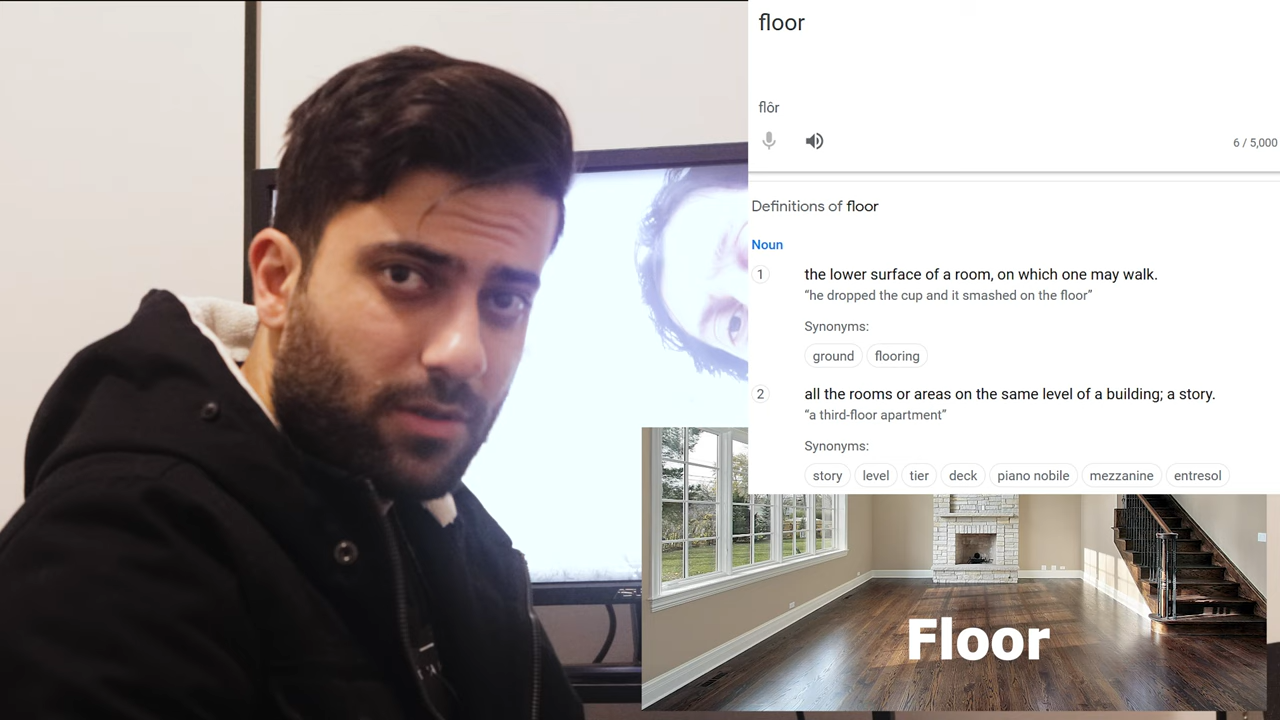 floor
flôr
6 / 5,000
Definitions of floor
Noun
1
the lower surface of a room, on which one may walk.
“he dropped the cup and it smashed on the floor”
Synonyms:
ground flooring
2
all the rooms or areas on the same level of a building; a story.
“a third-floor apartment”
Synonyms:
story level tier deck piano nobile mezzanine entresol
Floor